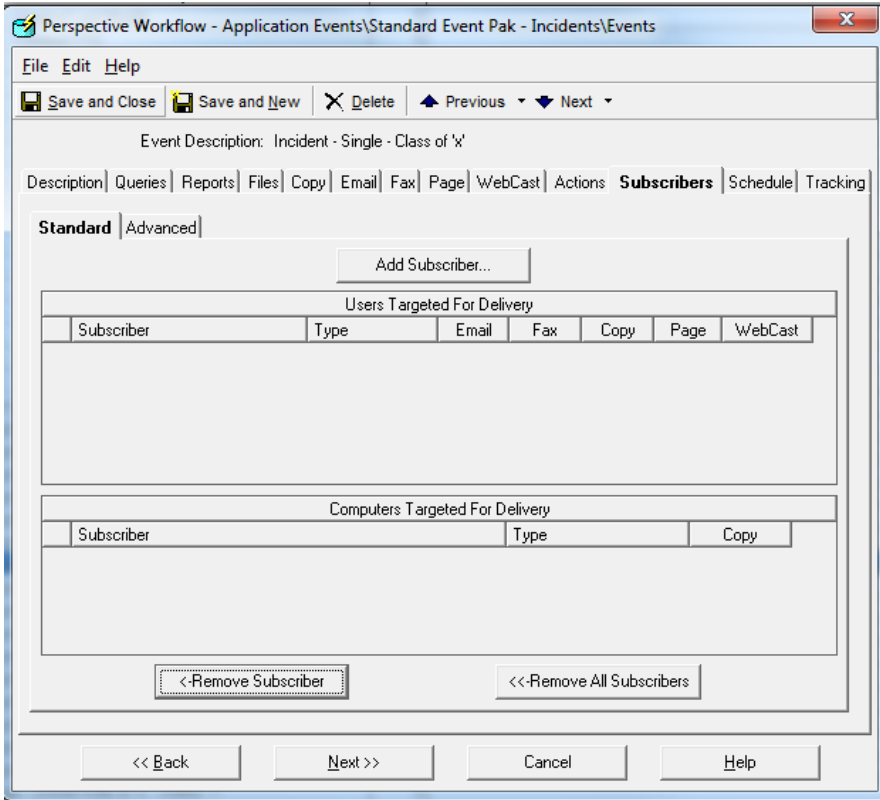 Perspective Workflow - Application Events\Standard Event Pak - Incidents\Events
File Edit Help
Save and Close Save and New Delete Previous Next
Event Description: Incident - Single - Class of 'x'
Description Queries Reports Files Copy Email Fax Page WebCast Actions Subscribers Schedule Tracking
Standard Advanced
Add Subscriber...
Users Targeted For Delivery
Subscriber Type Email Fax Copy Page WebCast
Computers Targeted For Delivery
Subscriber Type Copy
<-Remove Subscriber <<-Remove All Subscribers
<< Back Next >> Cancel Help